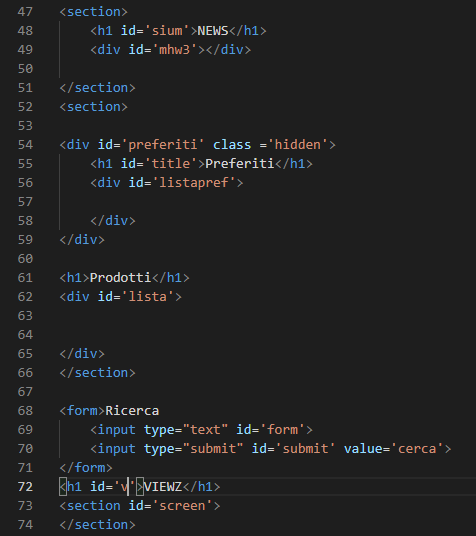 47 <section>
48 <h1 id='sium'>NEWS</h1>
49 <div id='mhw3'></div>
50
51 </section>
52 <section>
53
54 <div id='preferiti' class ='hidden'>
55 <h1 id='title'>Preferiti</h1>
56 <div id='listapref'>
57
58 </div>
59 </div>
60
61 <h1>Prodotti</h1>
62 <div id='lista'>
63
64
65 </div>
66 </section>
67
68 <form>Ricerca
69 <input type="text" id='form'>
70 <input type="submit" id='submit' value='cerca'>
71 </form>
72 <h1 id='v'>VIEWZ</h1>
73 <section id='screen'>
74 </section>